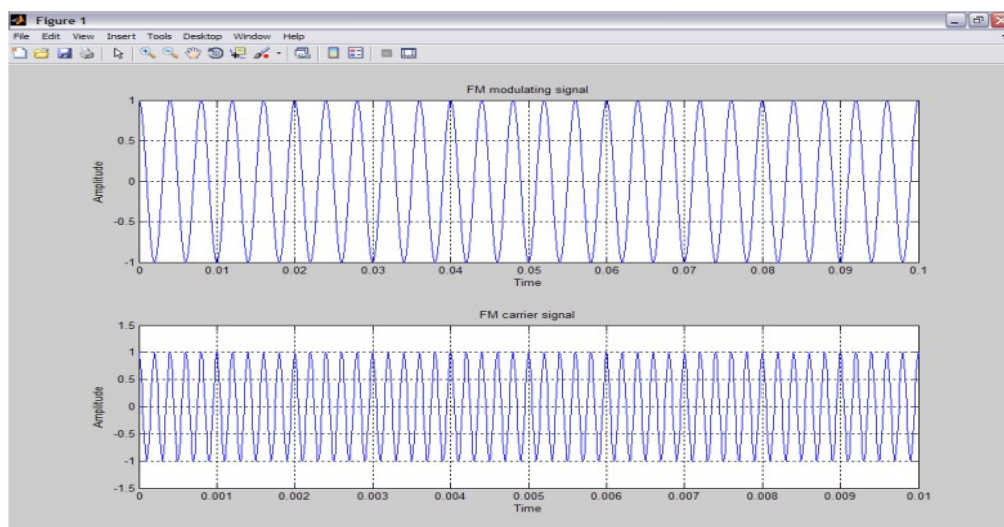 Figure 1
File Edit View Insert Tools Desktop Window Help
FM modulating signal
1
0.5
0
-0.5
-1
Amplitude
0 0.01 0.02 0.03 0.04 0.05 0.06 0.07 0.08 0.09 0.1
Time
FM carrier signal
1.5
1
0.5
0
-0.5
-1
-1.5
Amplitude
0 0.001 0.002 0.003 0.004 0.005 0.006 0.007 0.008 0.009 0.01
Time